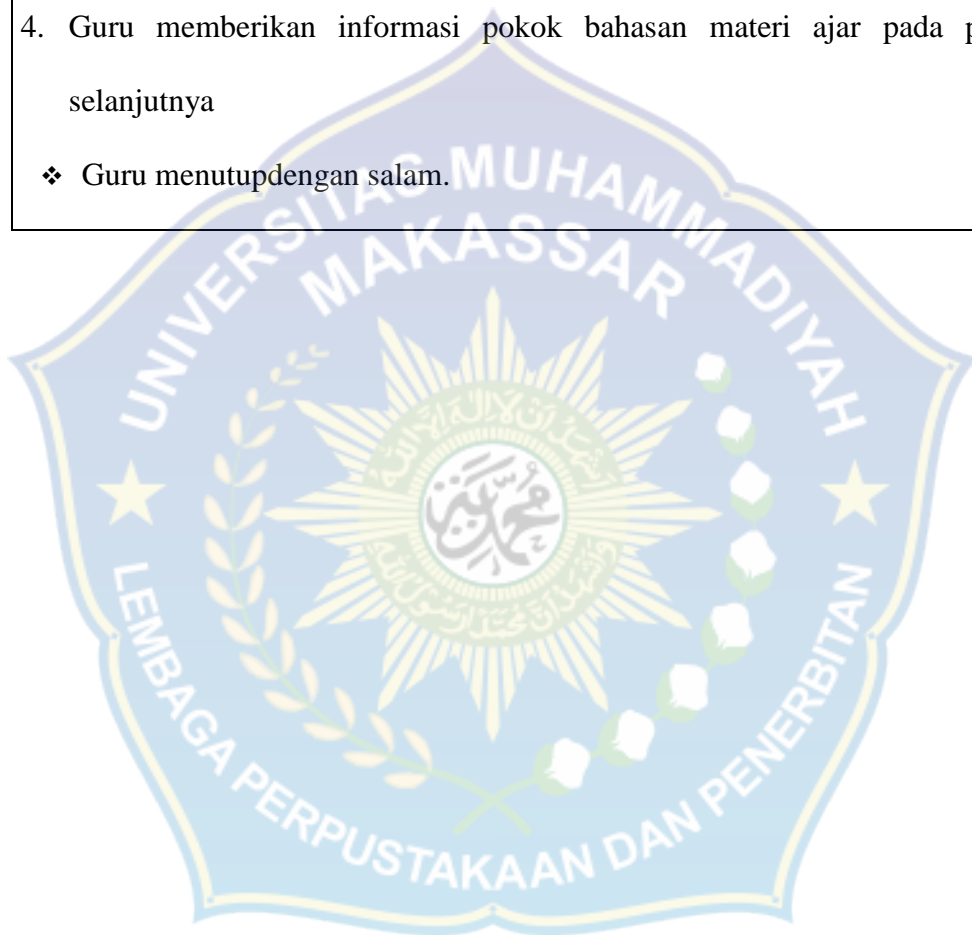 4. Guru memberikan informasi pokok bahasan materi ajar pada p
selanjutnya
❖ Guru menutupdengan salam.
UNIVERSITAS MUHAMMADIYAH
MAKASSAR
LEMBAGA PERPUSTAKAAN DAN PENERBITAN